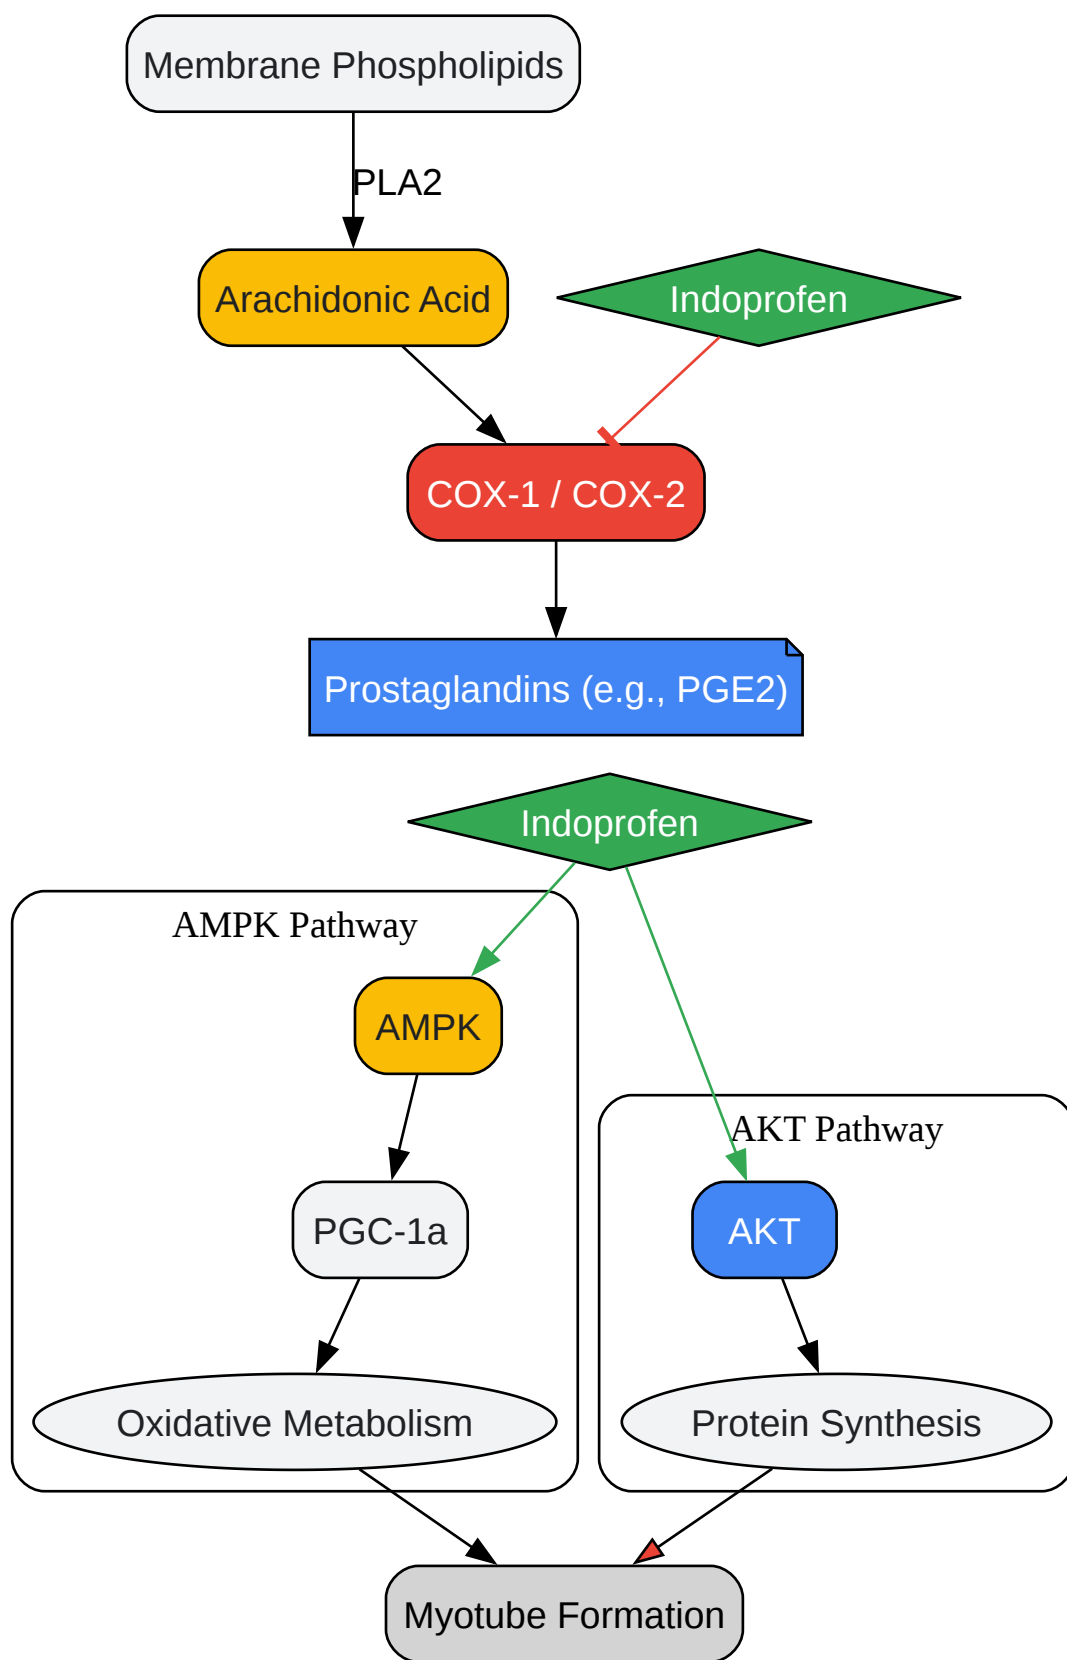 Membrane Phospholipids
PLA2
Arachidonic Acid
Indoprofen
COX-1 / COX-2
Prostaglandins (e.g., PGE2)
Indoprofen
AMPK Pathway
AMPK
AKT Pathway
PGC-1a
AKT
Oxidative Metabolism
Protein Synthesis
Myotube Formation